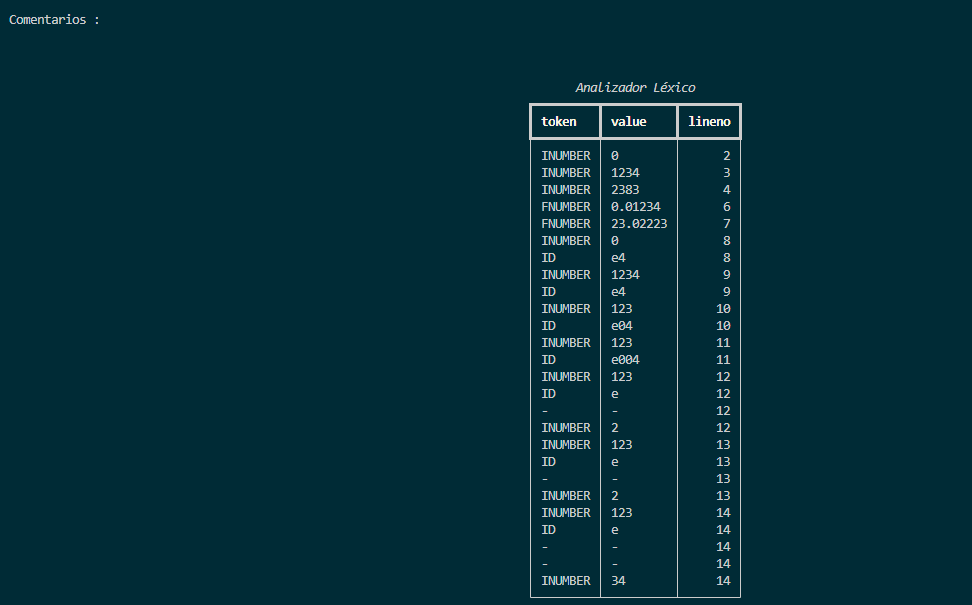 Comentarios :
Analizador Léxico
token value lineno
INUMBER 0 2
INUMBER 1234 3
INUMBER 2383 4
FNUMBER 0.01234 6
FNUMBER 23.02223 7
INUMBER 0 8
ID e4 8
INUMBER 1234 9
ID e4 9
INUMBER 123 10
ID e04 10
INUMBER 123 11
ID e004 11
INUMBER 123 12
ID e 12
- - 12
INUMBER 2 12
INUMBER 123 13
ID e 13
- - 13
INUMBER 2 13
INUMBER 123 14
ID e 14
- - 14
- - 14
INUMBER 34 14